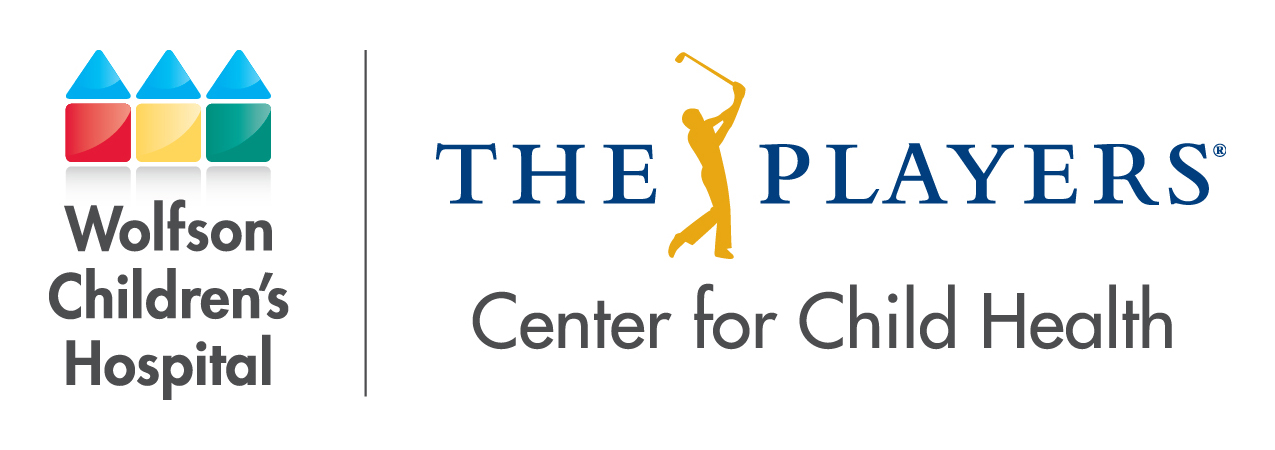 Wolfson
Children's
Hospital
THE PLAYERS®
Center for Child Health